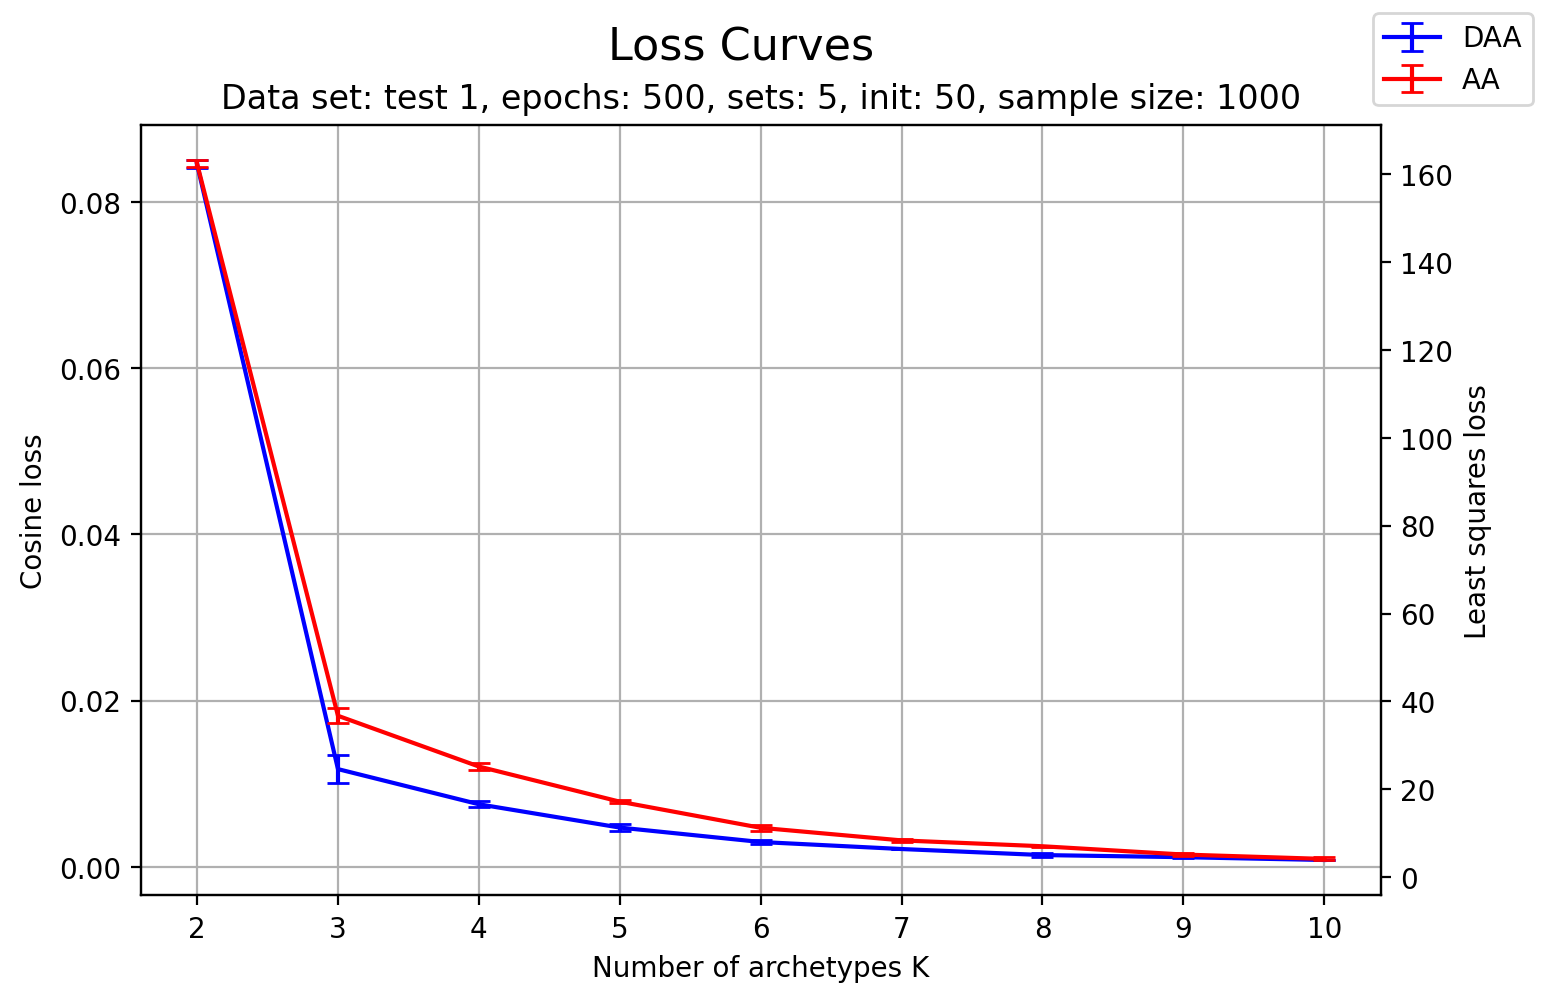 Loss Curves
Data set: test 1, epochs: 500, sets: 5, init: 50, sample size: 1000
DAA
AA
Cosine loss
0.08
0.06
0.04
0.02
0.00
160
140
120
100
80
60
40
20
0
Least squares loss
2 3 4 5 6 7 8 9 10
Number of archetypes K